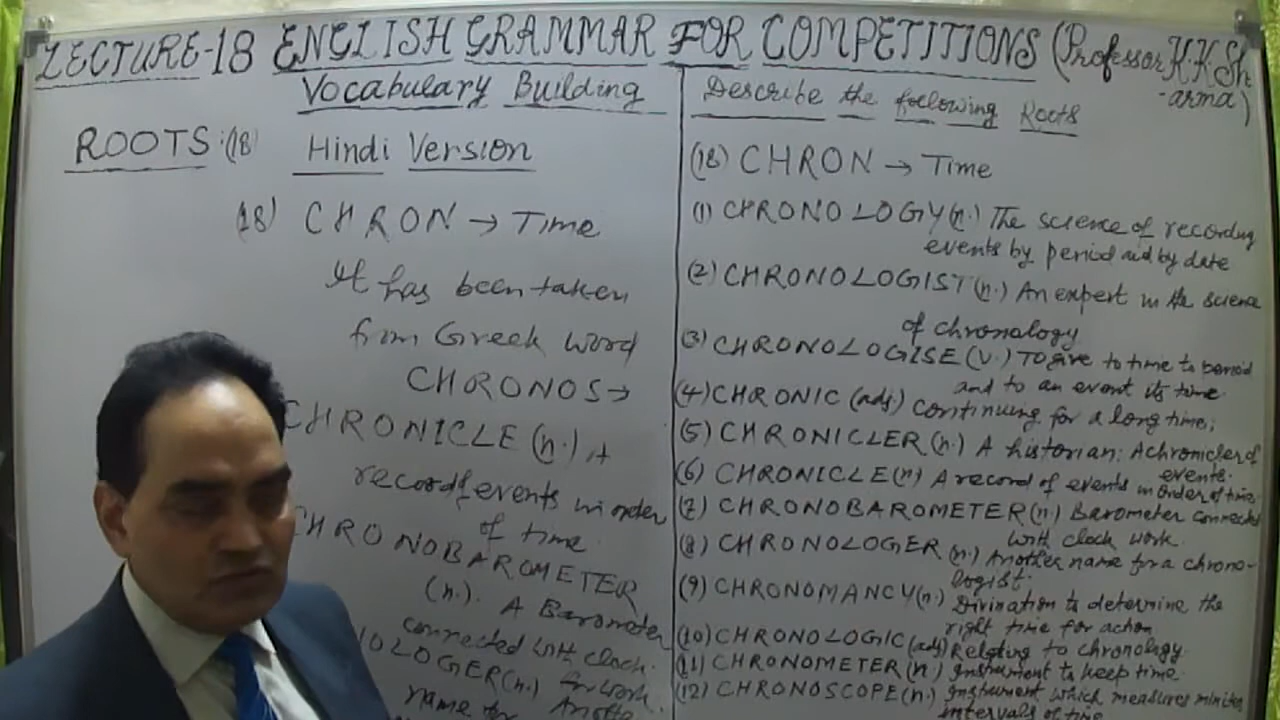 LECTURE-18 ENGLISH GRAMMAR FOR COMPETITIONS (Professor K.K.Sh
-arma)
Vocabulary Building
ROOTS:(18) Hindi Version
(18) CHRON → Time
It has been taken
from Greek word
CHRONOS →
CHRONICLE (n.) A
record of events in order
of time
CHRONOBAROMETER
(n.). A Barometer
connected with clock
OLOGER(n.) work.
name for
Describe the following Roots
(18) CHRON → Time
(1) CHRONOLOGY(n.) The science of recording
events by period and by date
(2) CHRONOLOGIST(n.) An expert in the science
of chronalogy
(3) CHRONOLOGISE(v.) To give to time to period
and to an event its time.
(4) CHRONIC (adj) continuing for a long time;
(5) CHRONICLER(n.) A historian: A chronicler of
events.
(6) CHRONICLE(n) A record of events in order of time
(7) CHRONOBAROMETER(n.) Barometer connected
with clock work.
(8) CHRONOLOGER (n.) Another name for a chrono-
logist.
(9) CHRONOMANCY(n.) Divination to determine the
right time for action
(10) CHRONOLOGIC(adj) Relating to chronology.
(11) CHRONOMETER(n) Instrument to keep time.
(12) CHRONOSCOPE(n.) Instrument which measures
intervals of time